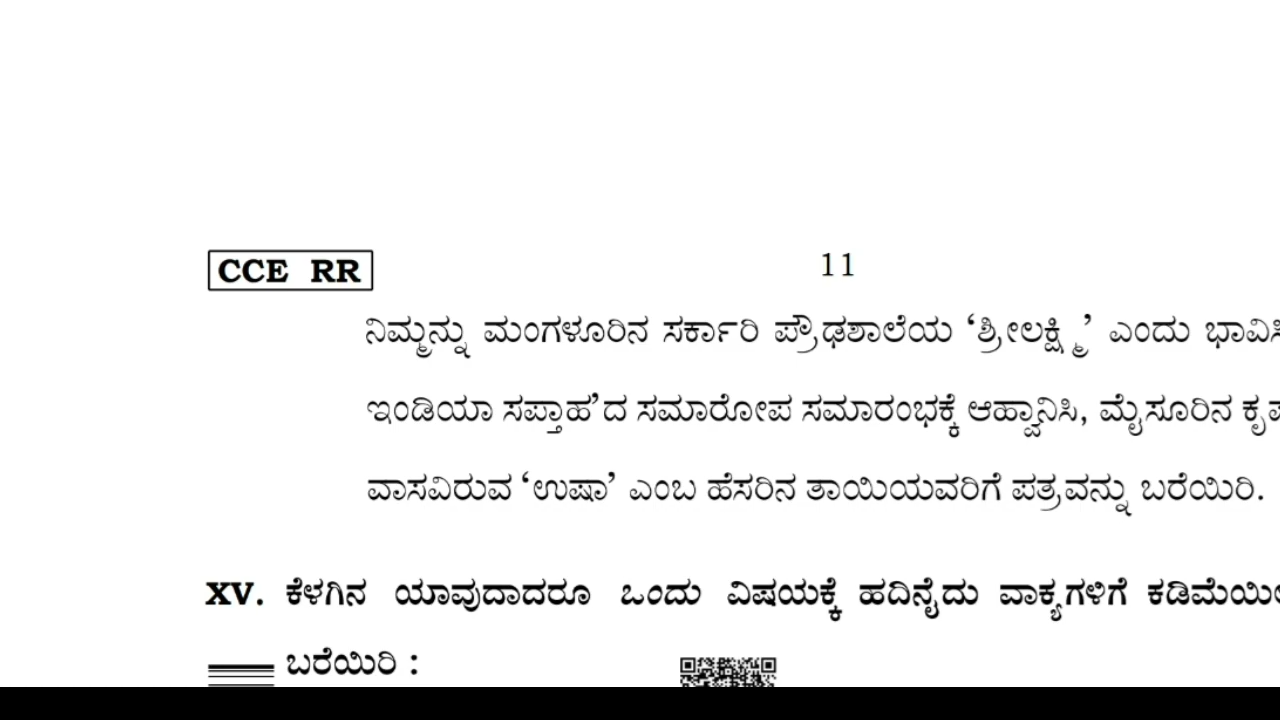 CCE RR
11
ನಿಮ್ಮನ್ನು ಮಂಗಳೂರಿನ ಸರ್ಕಾರಿ ಪ್ರೌಢಶಾಲೆಯ ‘ಶ್ರೀಲಕ್ಷ್ಮಿ’ ಎಂದು
ಇಂಡಿಯಾ ಸಪ್ತಾಹ’ದ ಸಮಾರೋಪ ಸಮಾರಂಭಕ್ಕೆ ಆಹ್ವಾನಿಸಿ, ಮೈಸೂರಿನ
ವಾಸವಿರುವ ‘ಉಷಾ’ ಎಂಬ ಹೆಸರಿನ ತಾಯಿಯವರಿಗೆ ಪತ್ರವನ್ನು ಬರೆಯಿರಿ.
XV. ಕೆಳಗಿನ ಯಾವುದಾದರೂ ಒಂದು ವಿಷಯಕ್ಕೆ ಹದಿನೈದು ವಾಕ್ಯಗಳಿಗೆ
ಬರೆಯಿರಿ :